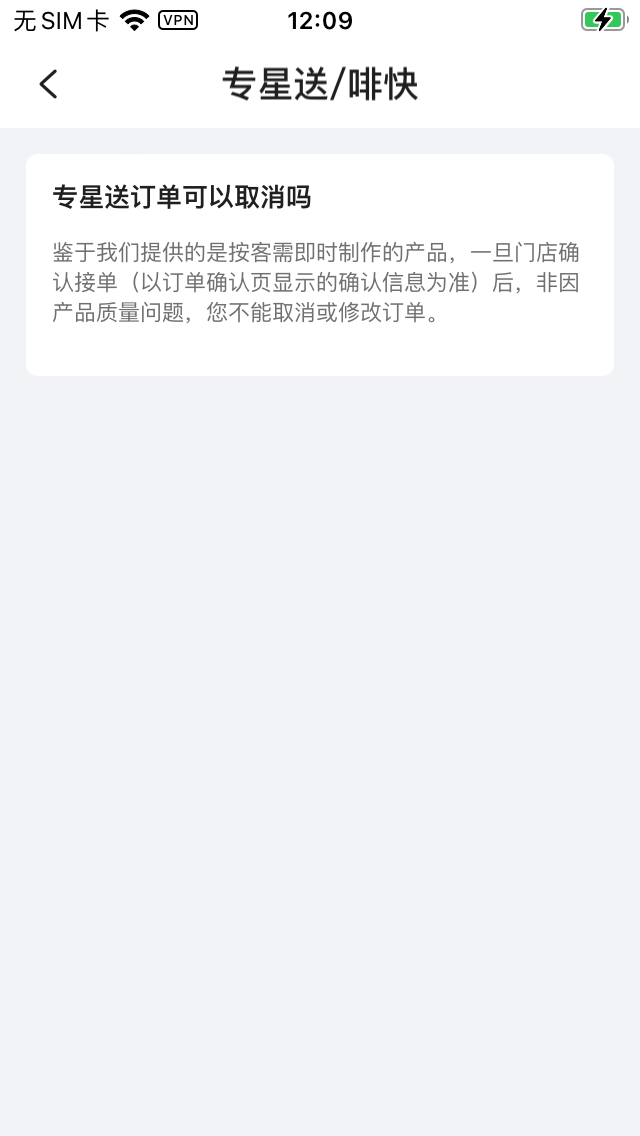 无SIM卡 VPN 12:09
专星送/啡快
专星送订单可以取消吗
鉴于我们提供的是按客需即时制作的产品，一旦门店确
认接单（以订单确认页显示的确认信息为准）后，非因
产品质量问题，您不能取消或修改订单。